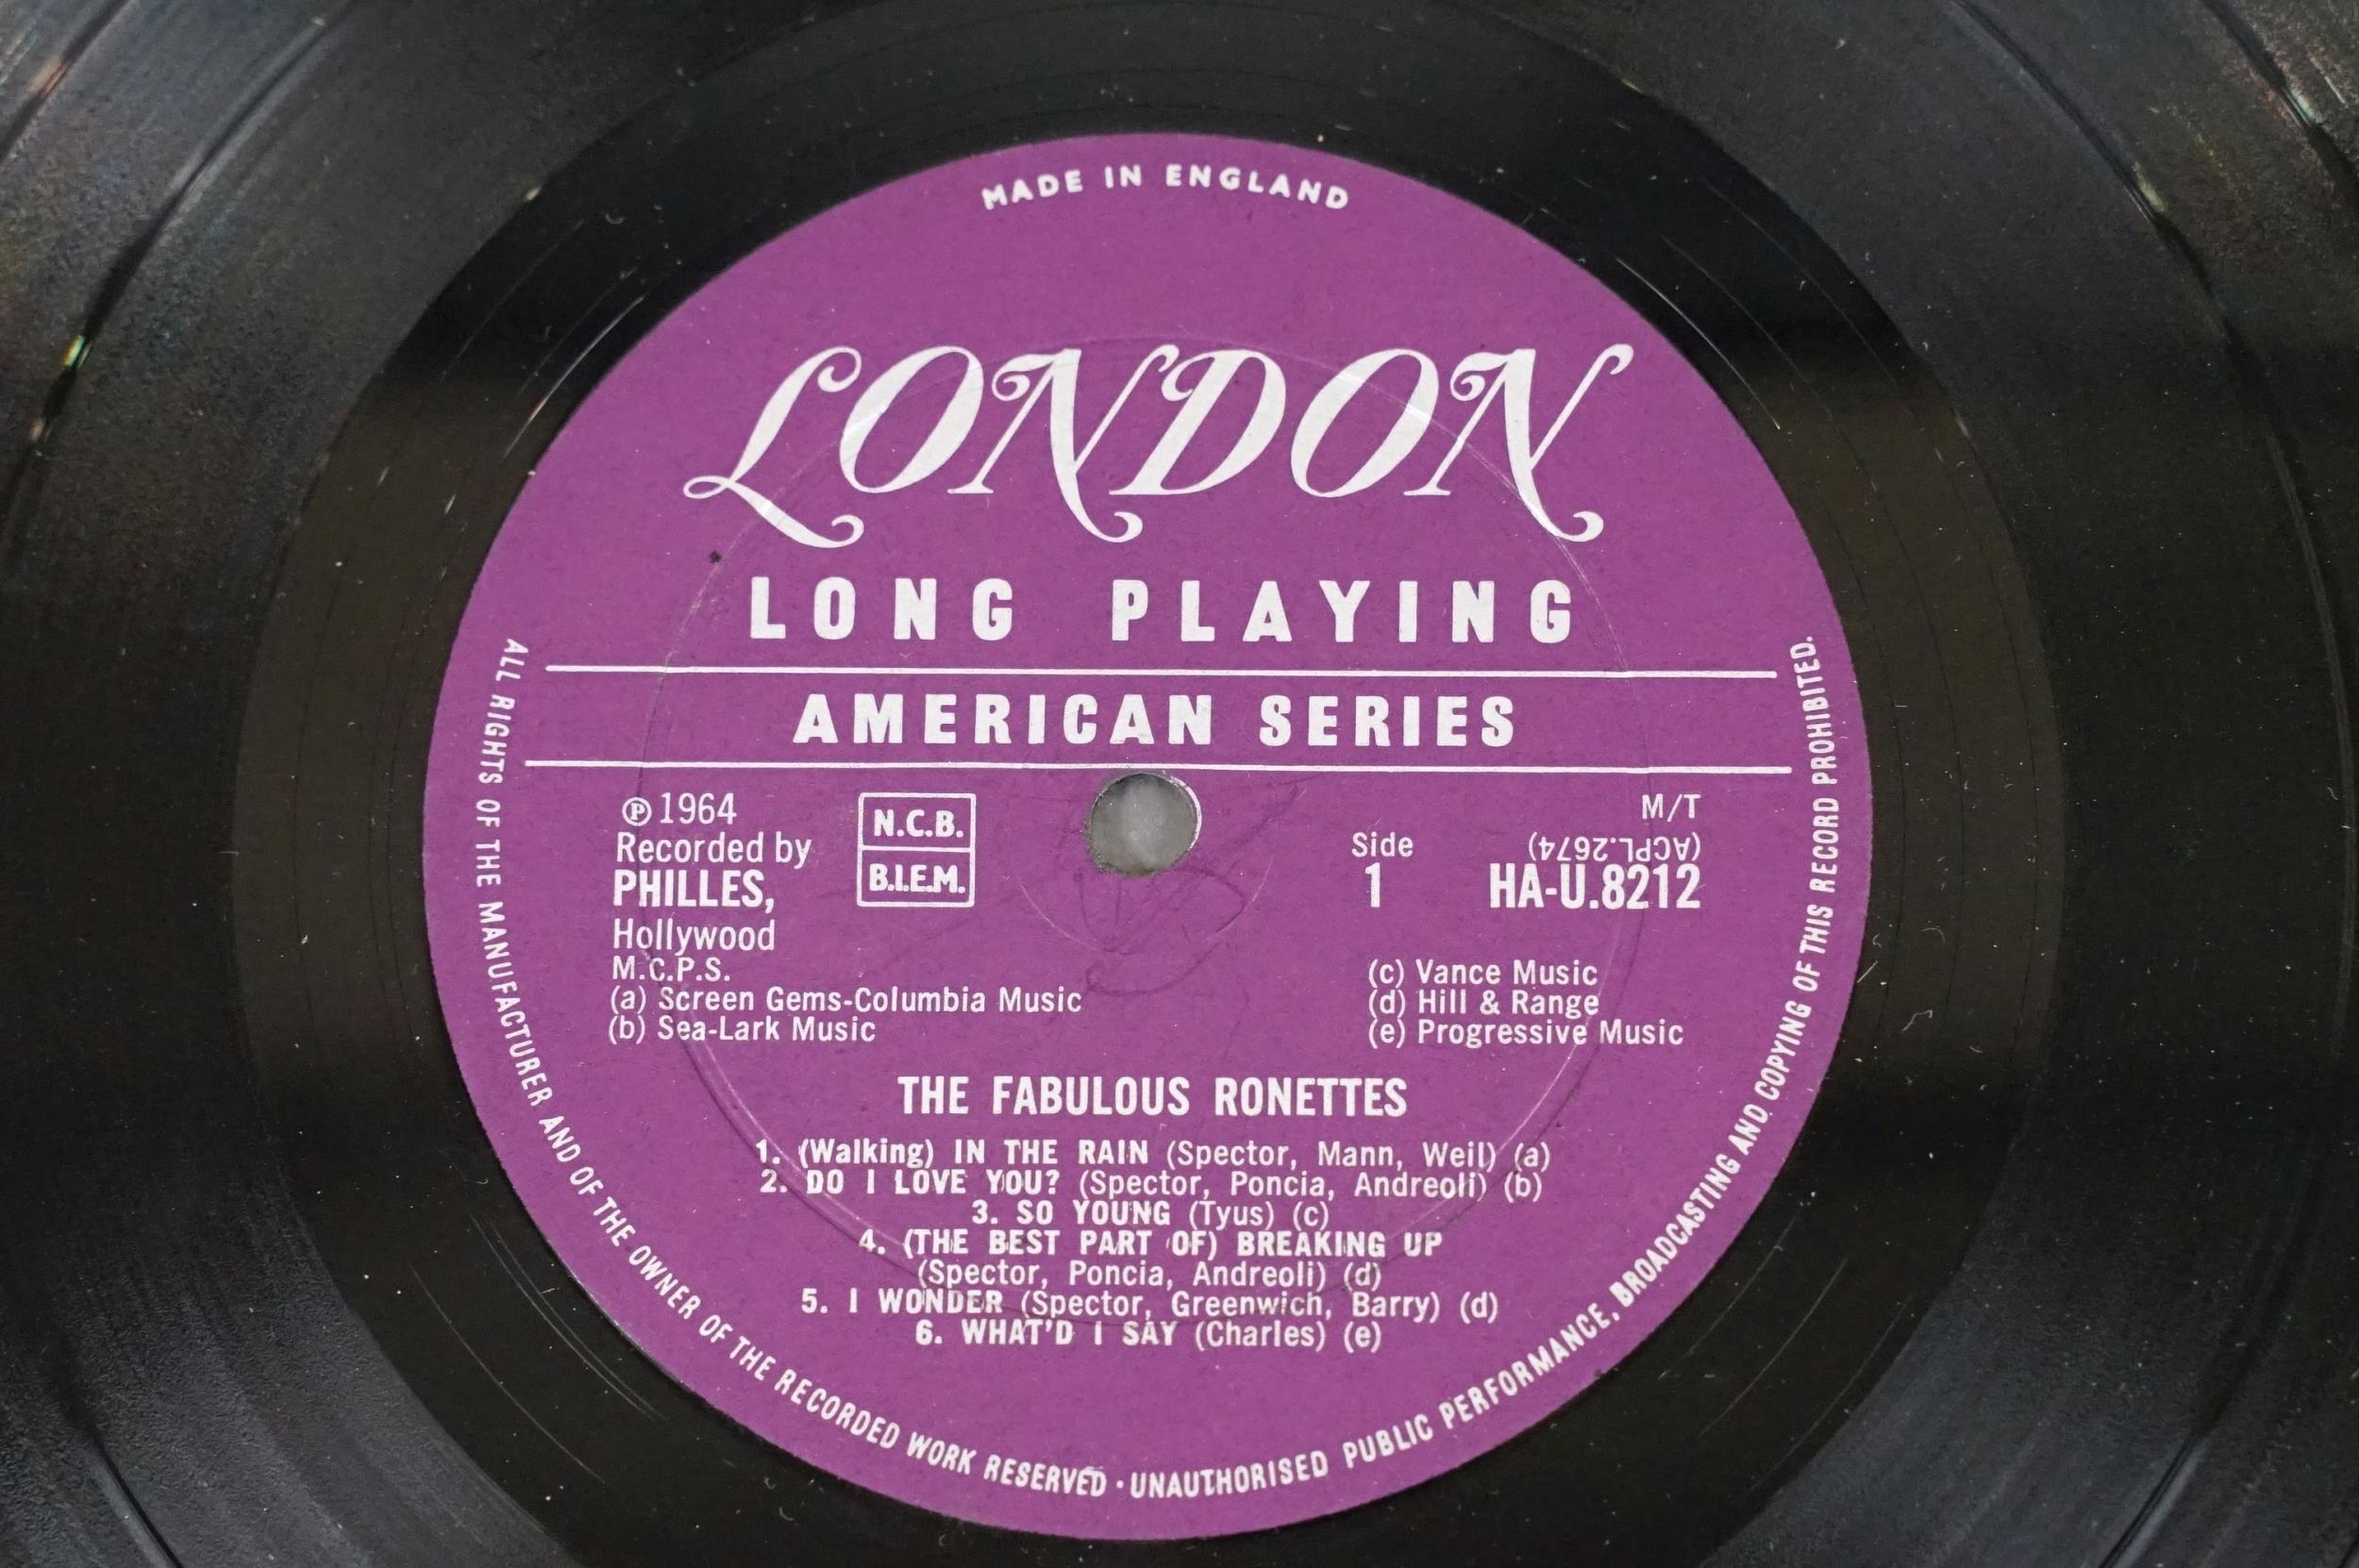 MADE IN ENGLAND
LONDON
LONG PLAYING
AMERICAN SERIES
℗ 1964
Recorded by
PHILLES,
Hollywood
M.C.P.S.
(a) Screen Gems-Columbia Music
(b) Sea-Lark Music
N.C.B.
B.I.E.M.
Side
1
M/T
(ACPL.2674)
HA-U.8212
(c) Vance Music
(d) Hill & Range
(e) Progressive Music
THE FABULOUS RONETTES
1. (Walking) IN THE RAIN (Spector, Mann, Weil) (a)
2. DO I LOVE YOU? (Spector, Poncia, Andreoli) (b)
3. SO YOUNG (Tyus) (c)
4. (THE BEST PART OF) BREAKING UP
(Spector, Poncia, Andreoli) (d)
5. I WONDER (Spector, Greenwich, Barry) (d)
6. WHAT'D I SAY (Charles) (e)
ALL RIGHTS OF THE MANUFACTURER AND OF THE OWNER OF THE RECORDED WORK RESERVED · UNAUTHORISED PUBLIC PERFORMANCE, BROADCASTING AND COPYING OF THIS RECORD PROHIBITED.